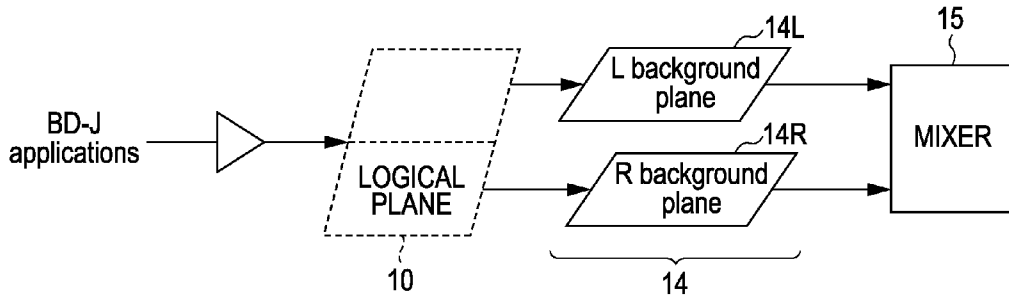 14L
15
L background
plane
BD-J
applications
MIXER
14R
LOGICAL
PLANE
R background
plane
10
14